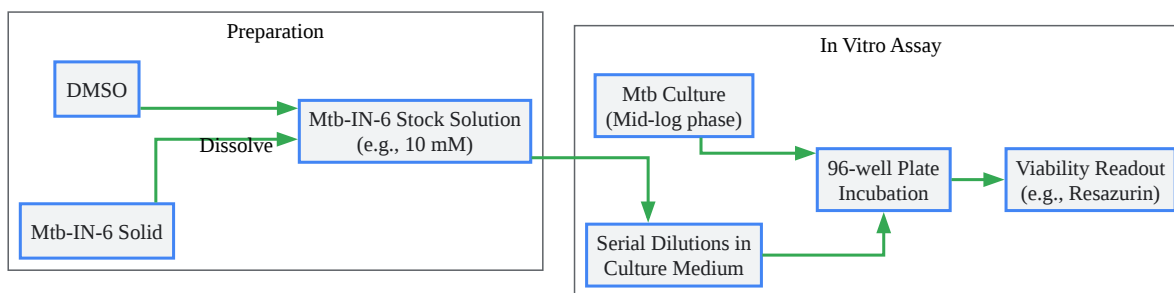 Preparation
DMSO
Dissolve
Mtb-IN-6 Solid
Mtb-IN-6 Stock Solution
(e.g., 10 mM)
In Vitro Assay
Mtb Culture
(Mid-log phase)
Serial Dilutions in
Culture Medium
96-well Plate
Incubation
Viability Readout
(e.g., Resazurin)